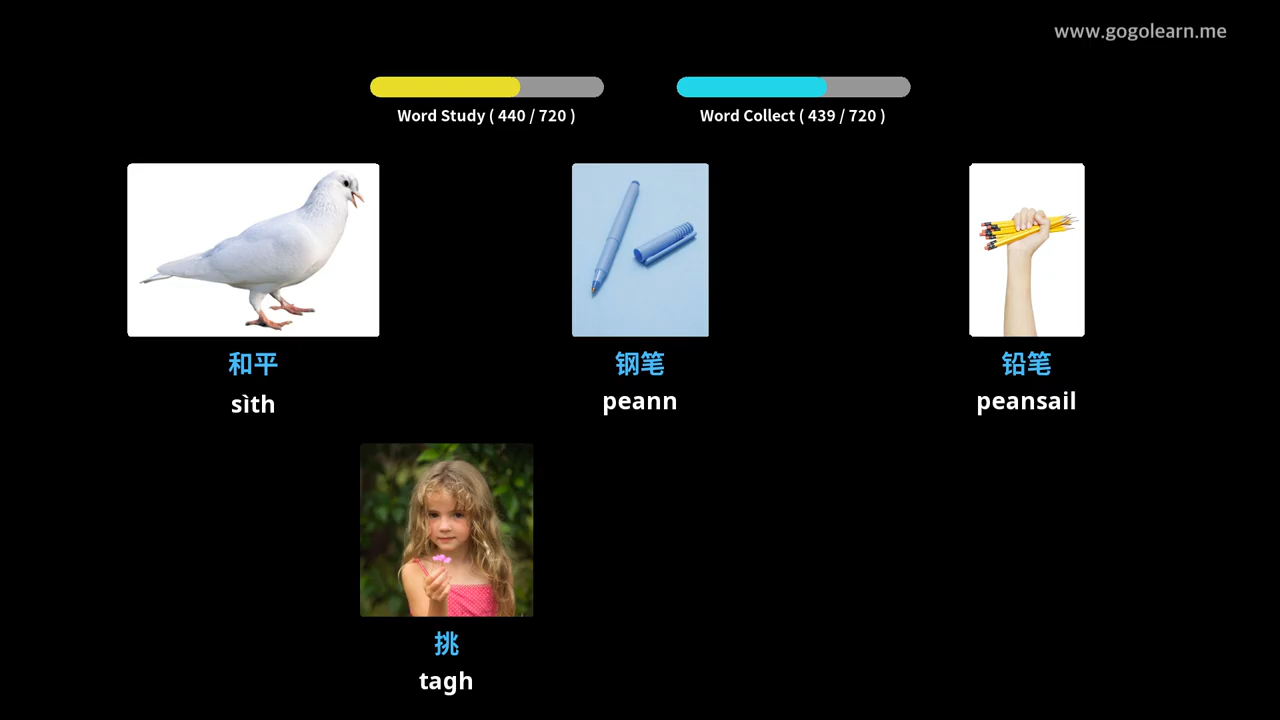 www.gogolearn.me
Word Study ( 440 / 720 )
Word Collect ( 439 / 720 )
和平
sìth
钢笔
peann
铅笔
peansail
挑
tagh